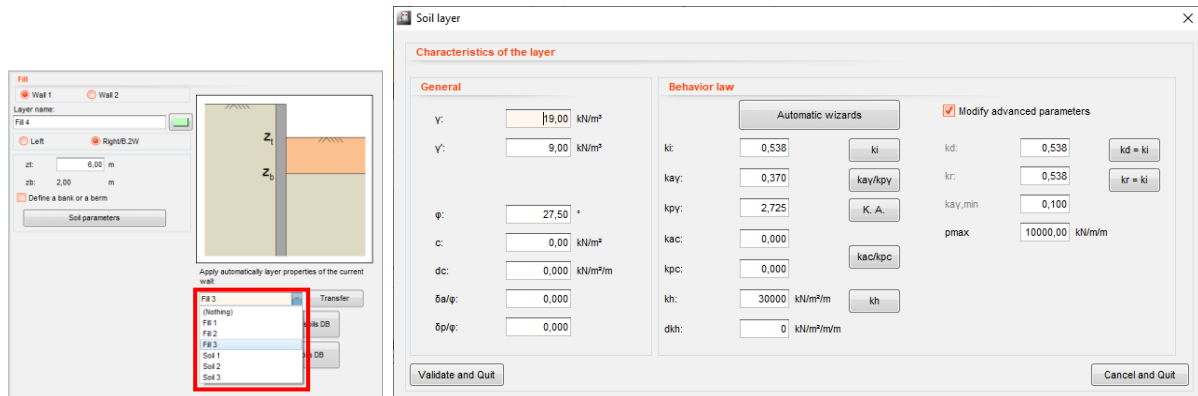 Fill
Wall 1 Wall 2
Layer name:
Fill 4
Left Right/B.2W
zt: 6,00 m
zb: 2,00 m
Define a bank or a berm
Soil parameters
Zt
Zb
Apply automatically layer properties of the current
wall:
Fill 3 Transfer
(Nothing)
Fill 1
Fill 2
Fill 3
Soil 1
Soil 2
Soil 3
DB
DB
Soil layer
Characteristics of the layer
General
γ: 19,00 kN/m³
γ': 9,00 kN/m³
φ: 27,50 °
c: 0,00 kN/m²
dc: 0,000 kN/m²/m
δa/φ: 0,000
δp/φ: 0,000
Behavior law
Automatic wizards
ki: 0,538 ki
kaγ: 0,370 kaγ/kpγ
kpγ: 2,725 K. A.
kac: 0,000
kac/kpc
kpc: 0,000
kh: 30000 kN/m²/m kh
dkh: 0 kN/m²/m/m
Modify advanced parameters
kd: 0,538 kd = ki
kr: 0,538 kr = ki
kaγ,min 0,100
pmax 10000,00 kN/m/m
Validate and Quit
Cancel and Quit